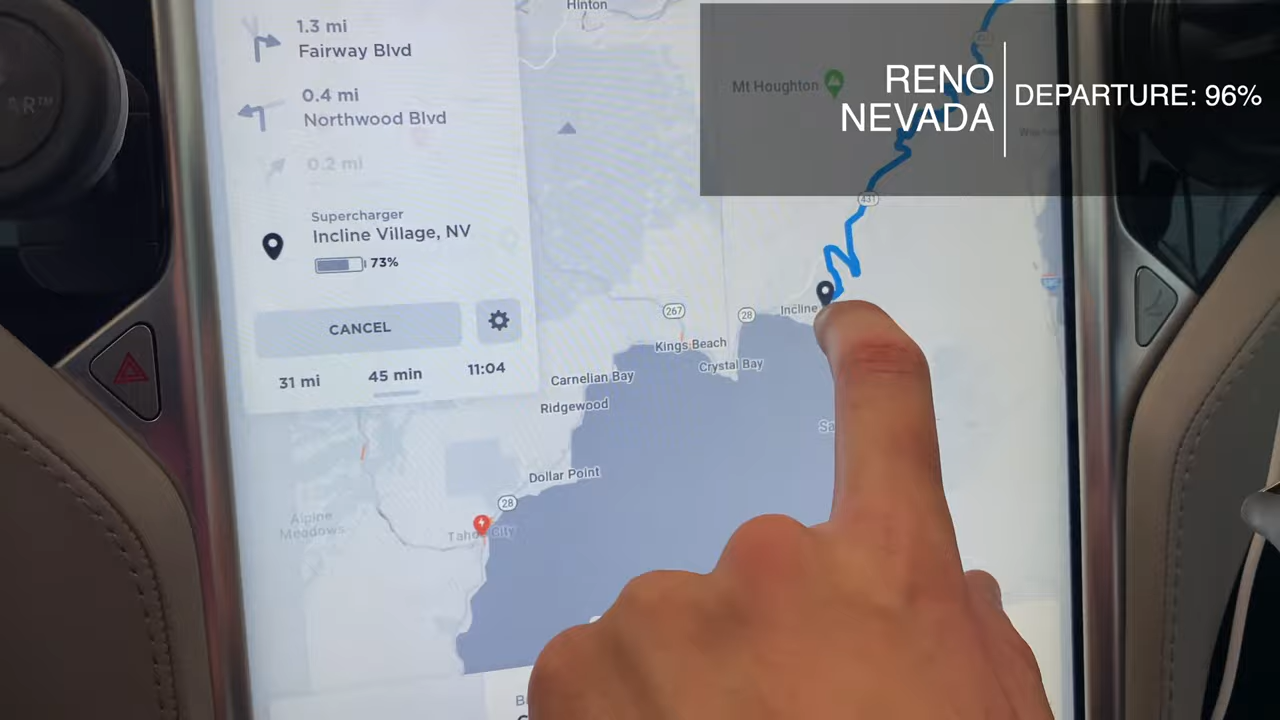 1.3 mi
Fairway Blvd
0.4 mi
Northwood Blvd
0.2 mi
Supercharger
Incline Village, NV
73%
CANCEL
31 mi
45 min
11:04
Hinton
Mt Houghton
431
267
28
Incline
Kings Beach
Crystal Bay
Carnelian Bay
Ridgewood
Dollar Point
28
Alpine
Meadows
Tahoe City
RENO
NEVADA
DEPARTURE: 96%